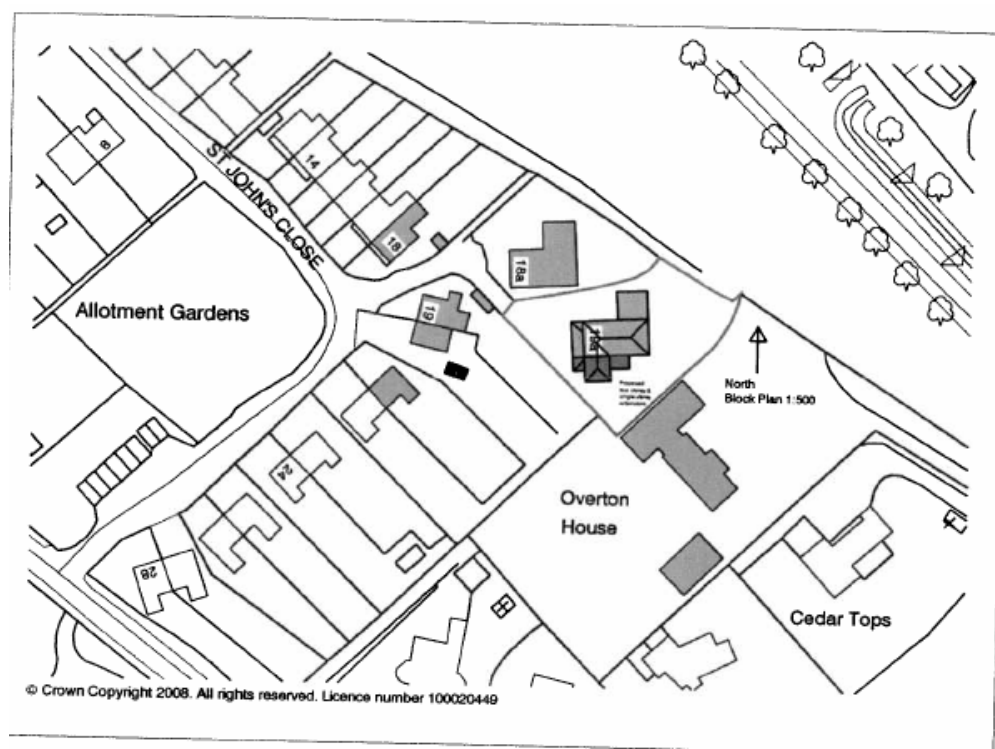 8
14
ST JOHN'S CLOSE
18
18a
19
Allotment Gardens
North
Block Plan 1:500
24
Overton
House
28
Cedar Tops
© Crown Copyright 2008. All rights reserved. Licence number 100020449